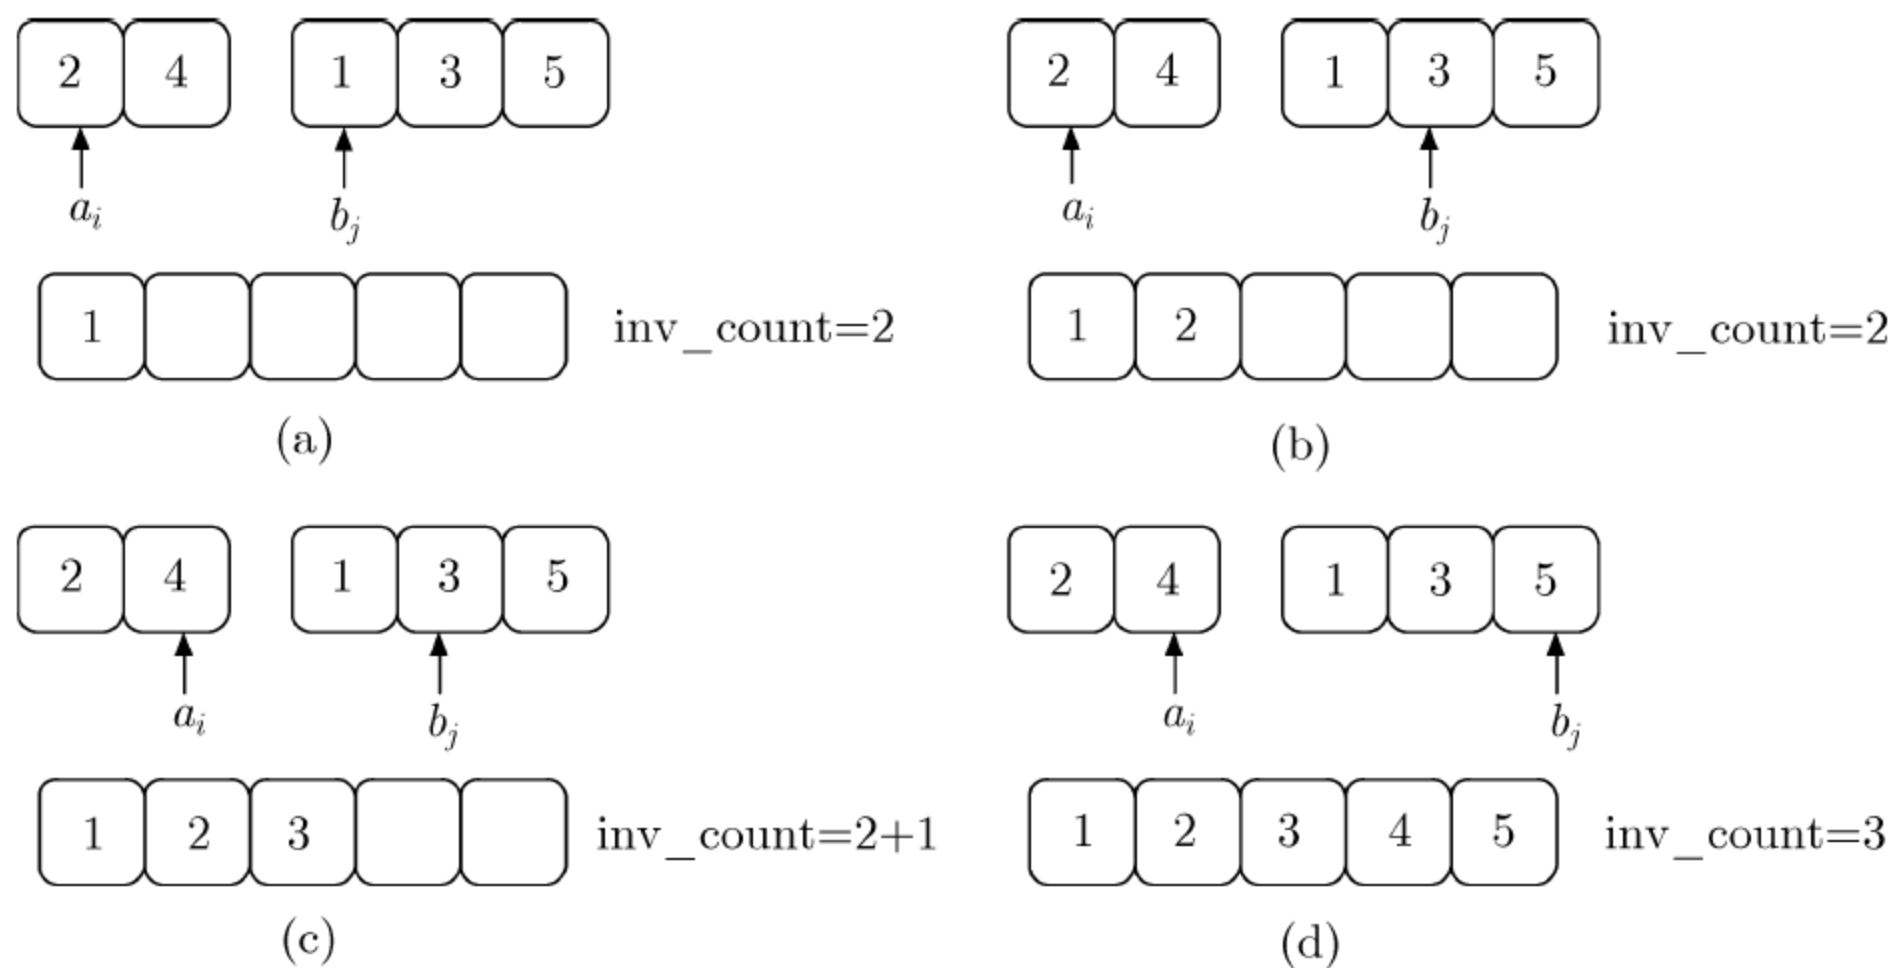 2 4 1 3 5
a_i b_j
1 inv_count=2
(a)
2 4 1 3 5
a_i b_j
1 2 inv_count=2
(b)
2 4 1 3 5
a_i b_j
1 2 3 inv_count=2+1
(c)
2 4 1 3 5
a_i b_j
1 2 3 4 5 inv_count=3
(d)